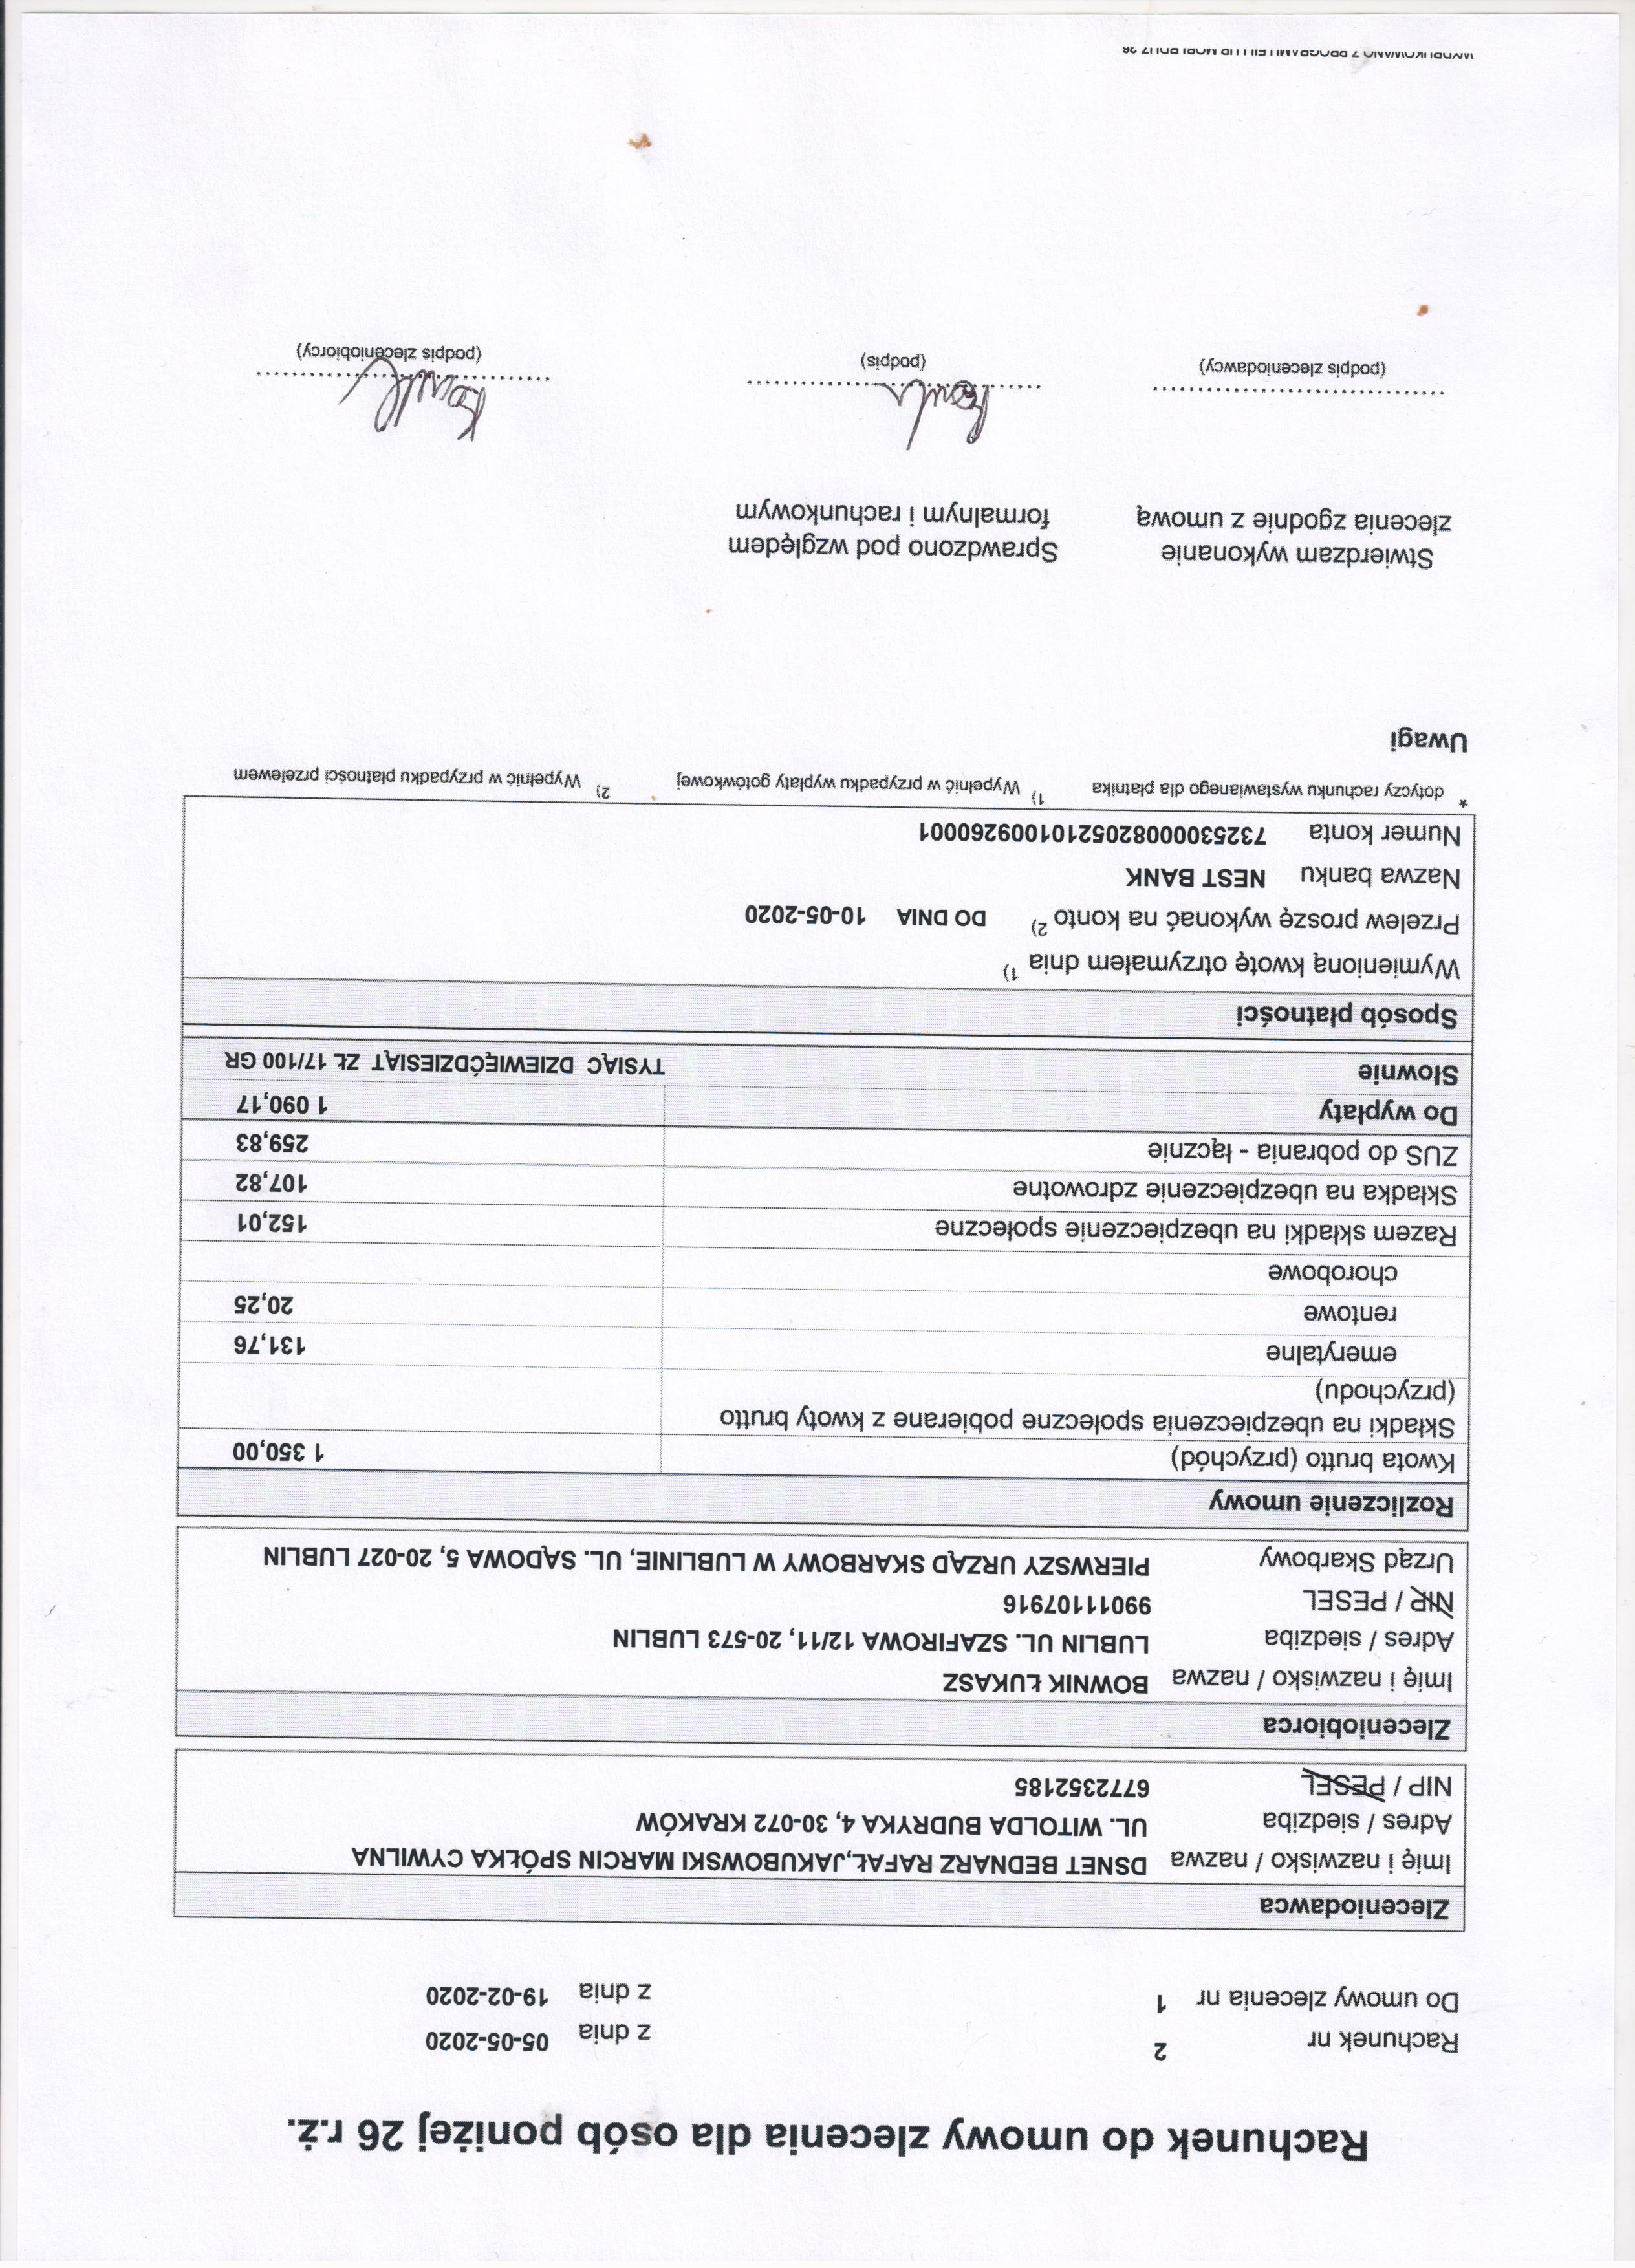 Rachunek do umowy zlecenia dla osób poniżej 26 r.ż.
Rachunek nr 2 z dnia 05-05-2020
Do umowy zlecenia nr 1 z dnia 19-02-2020
Zleceniodawca
Imię i nazwisko / nazwa DSNET BEDNARZ RAFAŁ,JAKUBOWSKI MARCIN SPÓŁKA CYWILNA
Adres / siedziba UL. WITOLDA BUDRYKA 4, 30-072 KRAKÓW
NIP / PESEL 6772352185
Zleceniobiorca
Imię i nazwisko / nazwa BOWNIK ŁUKASZ
Adres / siedziba LUBLIN UL. SZAFIROWA 12/11, 20-573 LUBLIN
NIP / PESEL 99011107916
Urząd Skarbowy PIERWSZY URZĄD SKARBOWY W LUBLINIE, UL. SĄDOWA 5, 20-027 LUBLIN
Rozliczenie umowy
Kwota brutto (przychód) 1 350,00
Składki na ubezpieczenia społeczne pobierane z kwoty brutto
(przychodu)
emerytalne 131,76
rentowe 20,25
chorobowe
Razem składki na ubezpieczenie społeczne 152,01
Składka na ubezpieczenie zdrowotne 107,82
ZUS do pobrania - łącznie 259,83
Do wypłaty 1 090,17
Słownie TYSIĄC DZIEWIĘĆDZIESIĄT ZŁ 17/100 GR
Sposób płatności
Wymienioną kwotę otrzymałem dnia 1)
Przelew proszę wykonać na konto 2) DO DNIA 10-05-2020
Nazwa banku NEST BANK
Numer konta 73253000082052101009260001
* dotyczy rachunku wystawianego dla płatnika 1) Wypełnić w przypadku wypłaty gotówkowej 2) Wypełnić w przypadku płatności przelewem
Uwagi
Stwierdzam wykonanie
zlecenia zgodnie z umową
Sprawdzono pod względem
formalnym i rachunkowym
(podpis zleceniodawcy)
(podpis)
(podpis zleceniobiorcy)
WYDRUKOWANO Z PROGRAMU FILLUP MOBI RDUZ 26